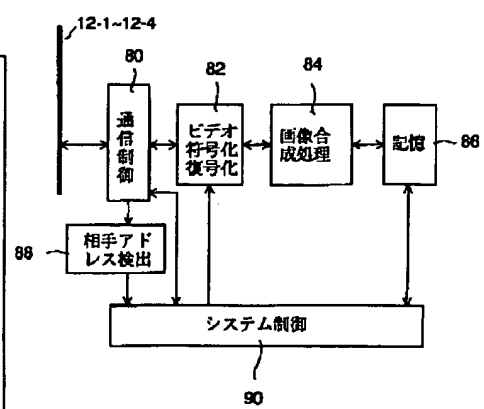 12-1~12-4
80
通
信
制
御
82
ビデオ
符号化
復号化
84
画像合
成処理
記憶
86
88
相手アド
レス検出
システム制御
90